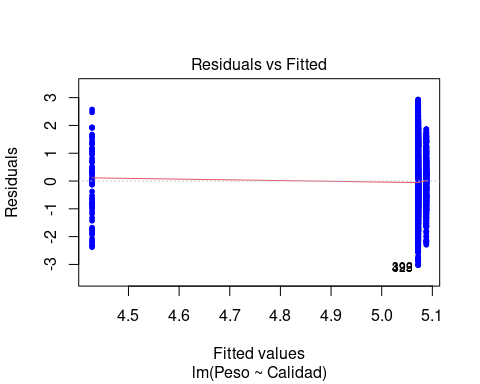 Residuals vs Fitted
3
2
1
0
-1
-2
-3
Residuals
4.5 4.6 4.7 4.8 4.9 5.0 5.1
Fitted values
lm(Peso ~ Calidad)